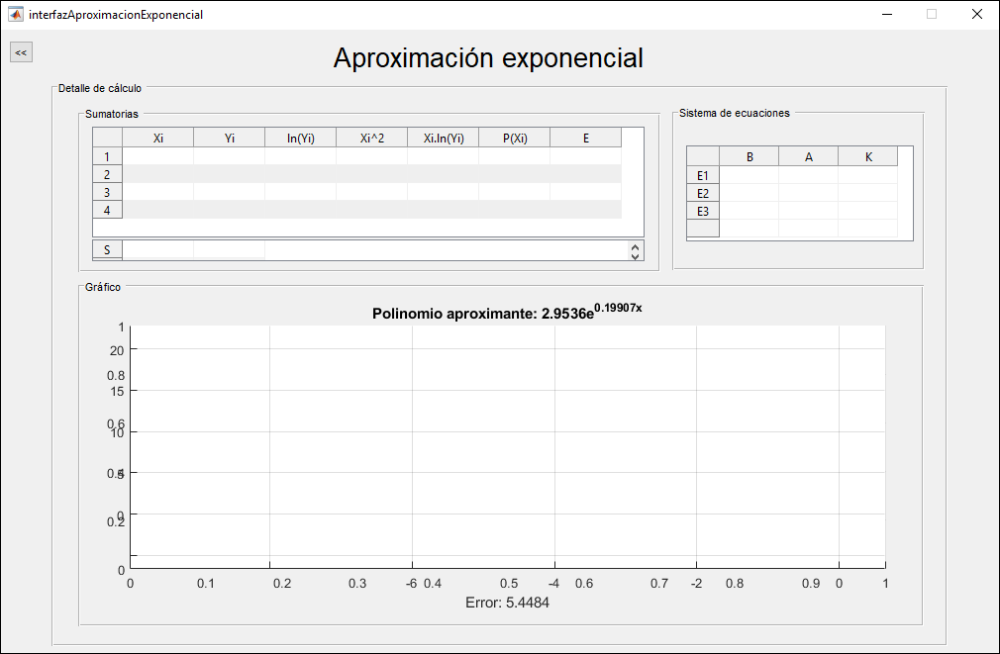 interfazAproximacionExponencial
<<
Aproximación exponencial
Detalle de cálculo
Sumatorias
Xi Yi ln(Yi) Xi^2 Xi.ln(Yi) P(Xi) E
1
2
3
4
S
Sistema de ecuaciones
B A K
E1
E2
E3
Gráfico
Polinomio aproximante: 2.9536e^0.19907x
1
20
0.8
15
0.6
10
0
0.2
0
0 0.1 0.2 0.3 -6 0.4 0.5 -4 0.6 0.7 -2 0.8 0.9 0 1
Error: 5.4484